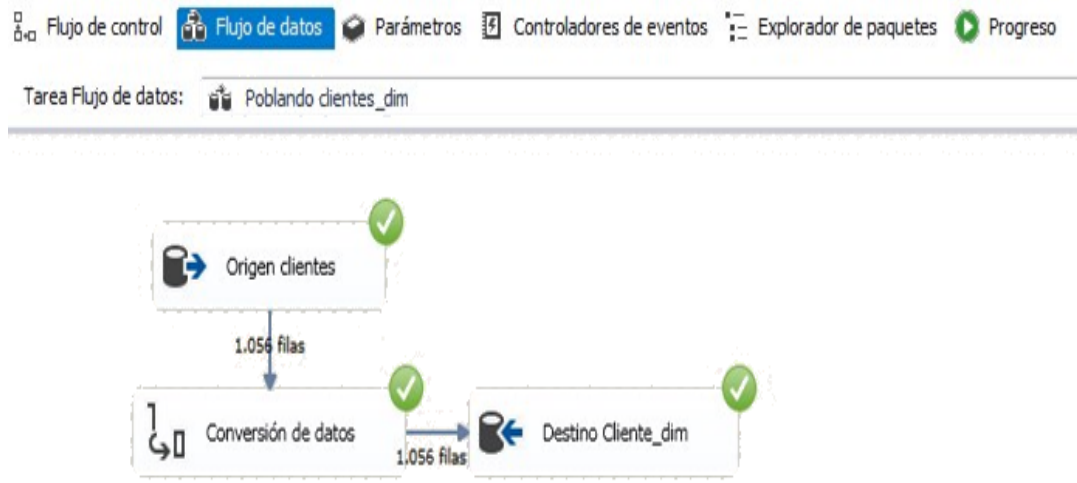 Flujo de control Flujo de datos Parámetros Controladores de eventos Explorador de paquetes Progreso
Tarea Flujo de datos: Poblando clientes_dim
Origen clientes
1.056 filas
Conversión de datos
1.056 filas
Destino Cliente_dim